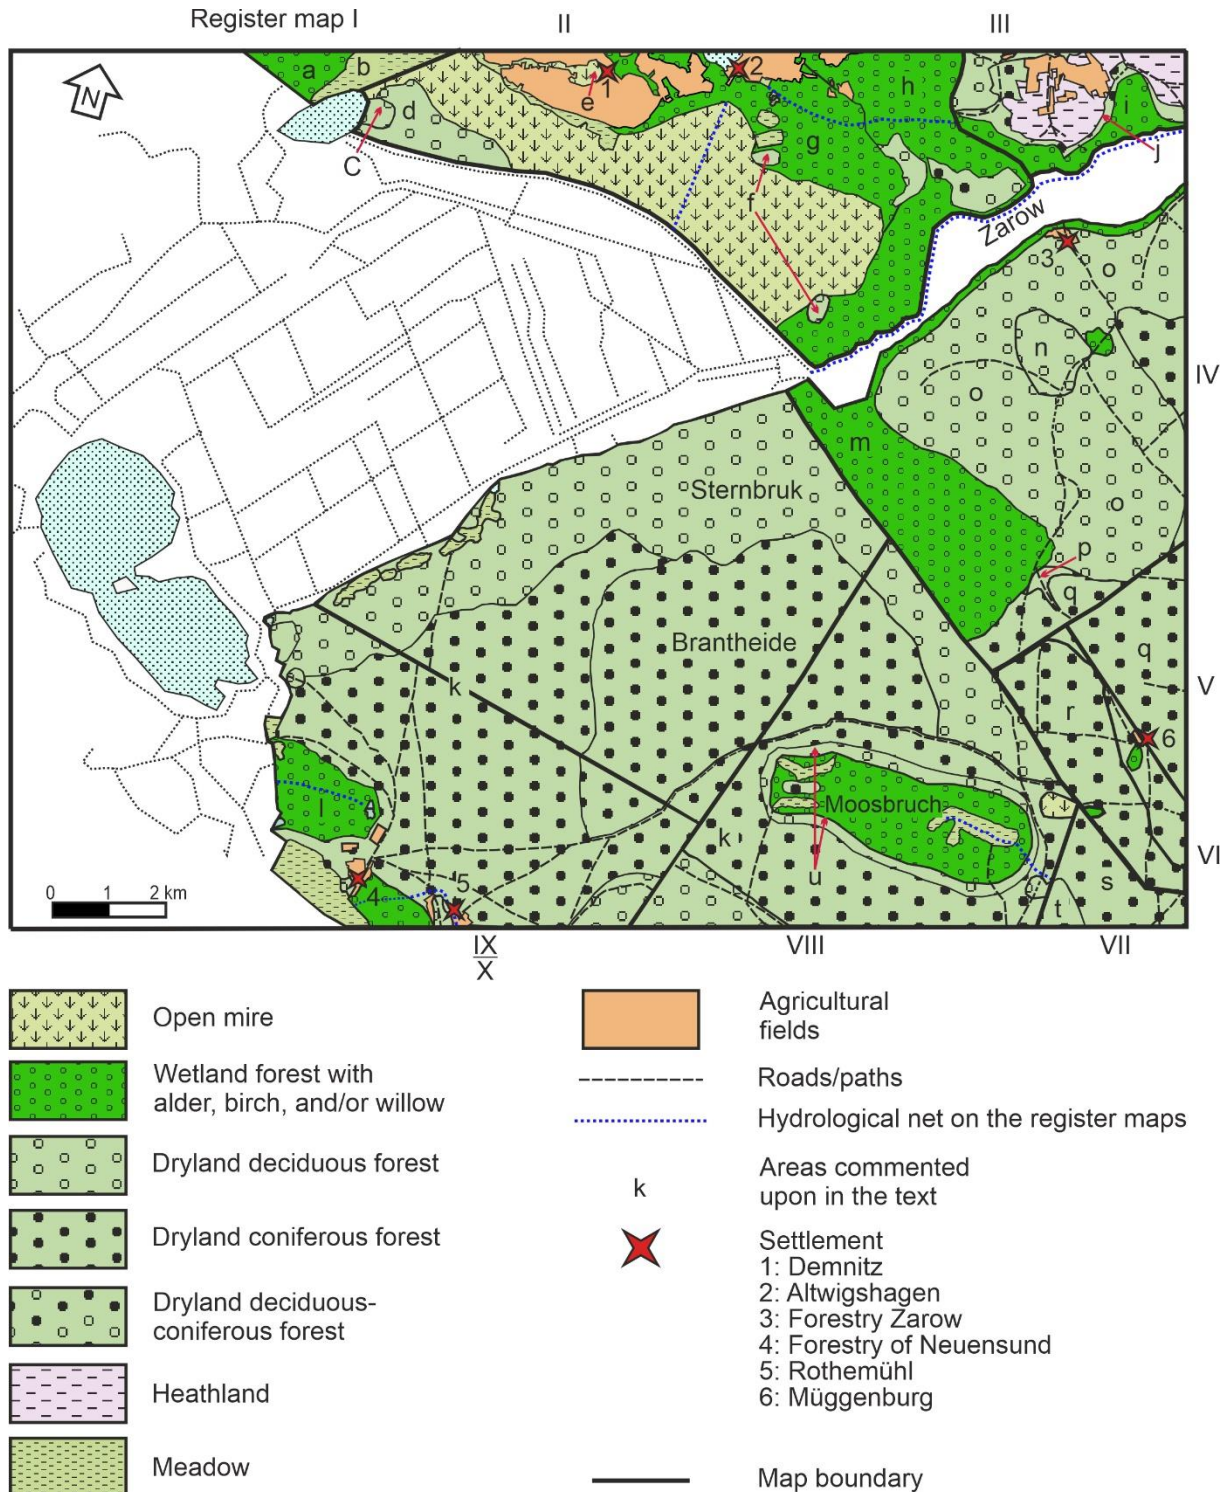 Register map I
II
III
N
a
b
C
d
e
1
2
f
g
h
i
j
Zarow
3
o
n
o
IV
m
Sternbruk
o
p
q
Brantheide
k
q
V
r
6
l
Moosbruch
k
u
VI
s
t
4
5
0 1 2 km
IX
X
VIII
VII
Open mire
Wetland forest with
alder, birch, and/or willow
Dryland deciduous forest
Dryland coniferous forest
Dryland deciduous-
coniferous forest
Heathland
Meadow
Agricultural
fields
Roads/paths
Hydrological net on the register maps
k
Areas commented
upon in the text
Settlement
1: Demnitz
2: Altwigshagen
3: Forestry Zarow
4: Forestry of Neuensund
5: Rothemühl
6: Müggenburg
Map boundary